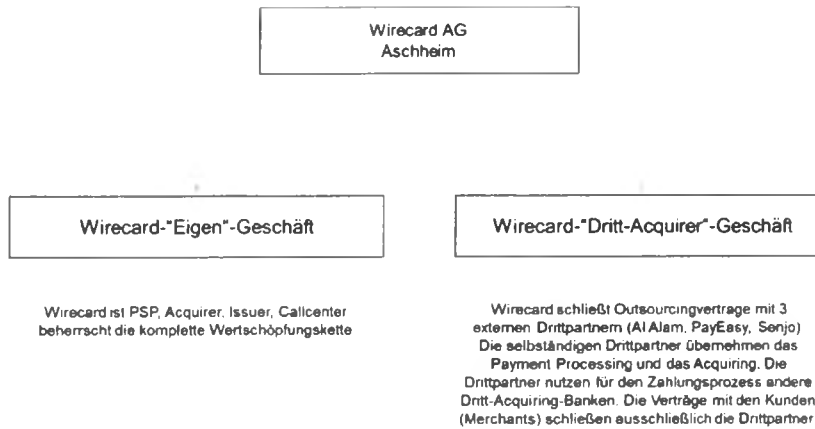 Wirecard AG
Aschheim
Wirecard-"Eigen"-Geschäft
Wirecard-"Dritt-Acquirer"-Geschäft
Wirecard ist PSP, Acquirer, Issuer, Callcenter
beherrscht die komplette Wertschöpfungskette
Wirecard schließt Outsourcingverträge mit 3
externen Drittpartnern (Al Alam, PayEasy, Senjo)
Die selbständigen Drittpartner übernehmen das
Payment Processing und das Acquiring. Die
Drittpartner nutzen für den Zahlungsprozess andere
Dritt-Acquiring-Banken. Die Verträge mit den Kunden
(Merchants) schließen ausschließlich die Drittpartner